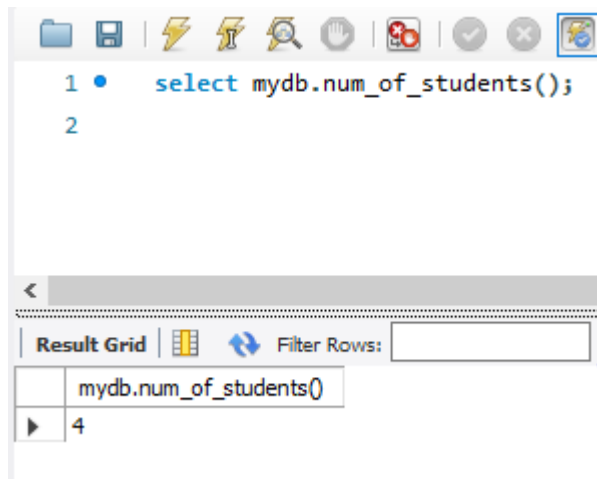 1 select mydb.num_of_students();
2
Result Grid Filter Rows:
mydb.num_of_students()
4